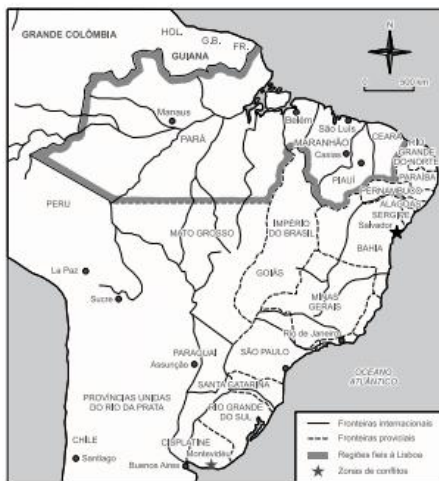 GRANDE COLÔMBIA
HOL.
G.B.
FR.
GUIANA
N
0 500 km
Manaus
PARÁ
Belém
São Luís
MARANHÃO
Caxias
CEARÁ
RIO
GRANDE
DO NORTE
PARAÍBA
PIAUÍ
PERNAMBUCO
ALAGOAS
SERGIPE
Salvador
BAHIA
PERU
MATO GROSSO
IMPÉRIO
DO BRASIL
GOIÁS
MINAS
GERAIS
La Paz
Sucre
Rio de Janeiro
SÃO PAULO
PARAGUAI
Assunção
SANTA CATARINA
OCEANO
ATLÂNTICO
PROVÍNCIAS UNIDAS
DO RIO DA PRATA
RIO GRANDE
DO SUL
CHILE
Santiago
CISPLATINE
Montevidéu
Buenos Aires
Fronteiras internacionais
Fronteiras proviciais
Regiões fiéis à Lisboa
Zonas de conflitos